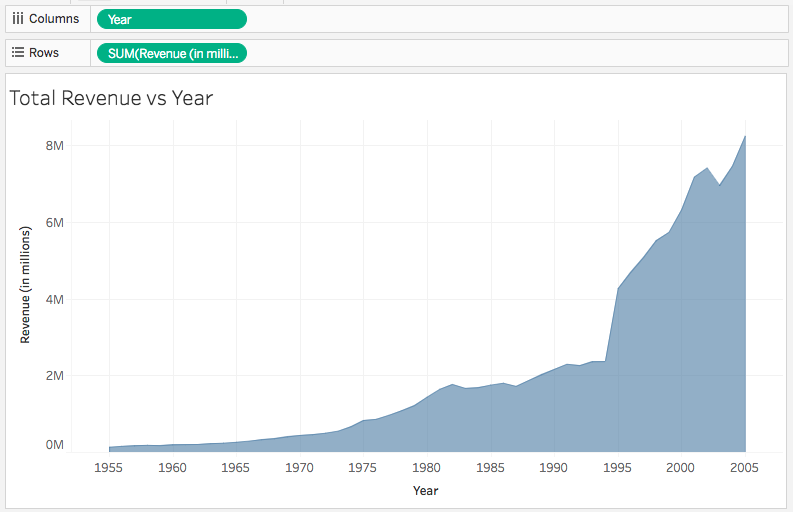 Columns
Year
Rows
SUM(Revenue (in milli...
Total Revenue vs Year
8M
6M
4M
2M
0M
Revenue (in millions)
1955 1960 1965 1970 1975 1980 1985 1990 1995 2000 2005
Year